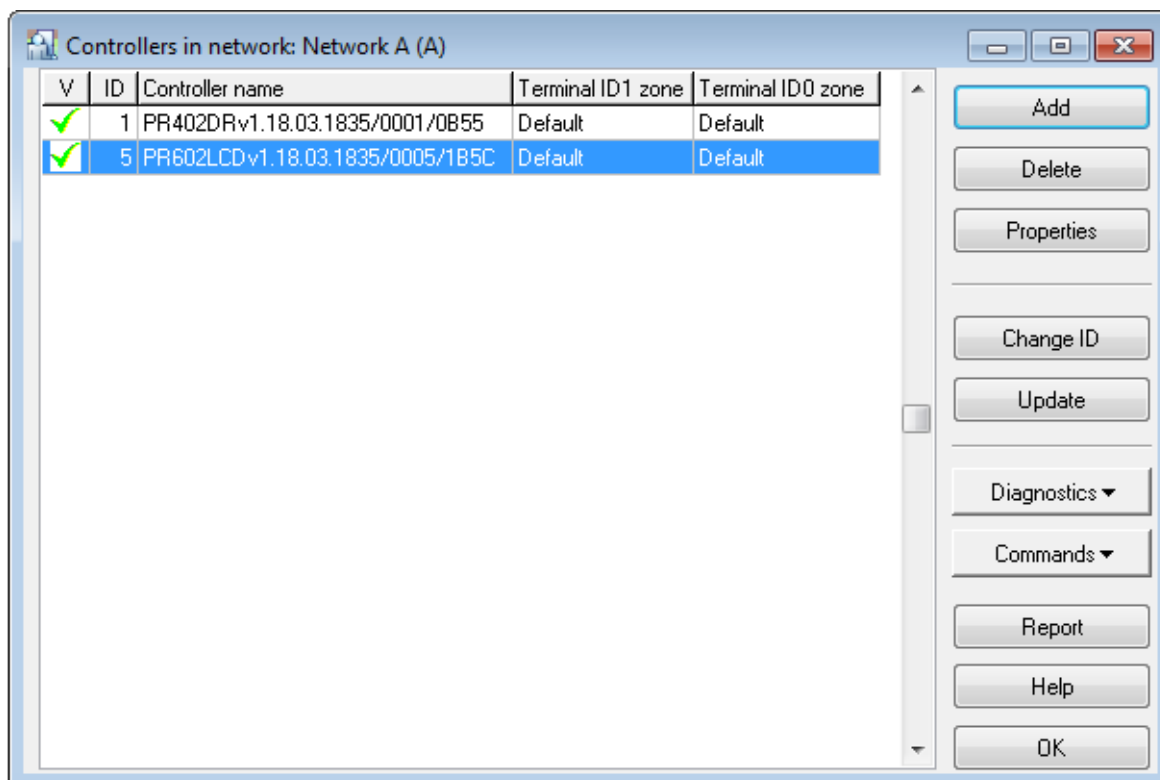 Controllers in network: Network A (A)
V ID Controller name Terminal ID1 zone Terminal ID0 zone
1 PR402DRv1.18.03.1835/0001/0B55 Default Default
5 PR602LCDv1.18.03.1835/0005/1B5C Default Default
Add
Delete
Properties
Change ID
Update
Diagnostics
Commands
Report
Help
OK